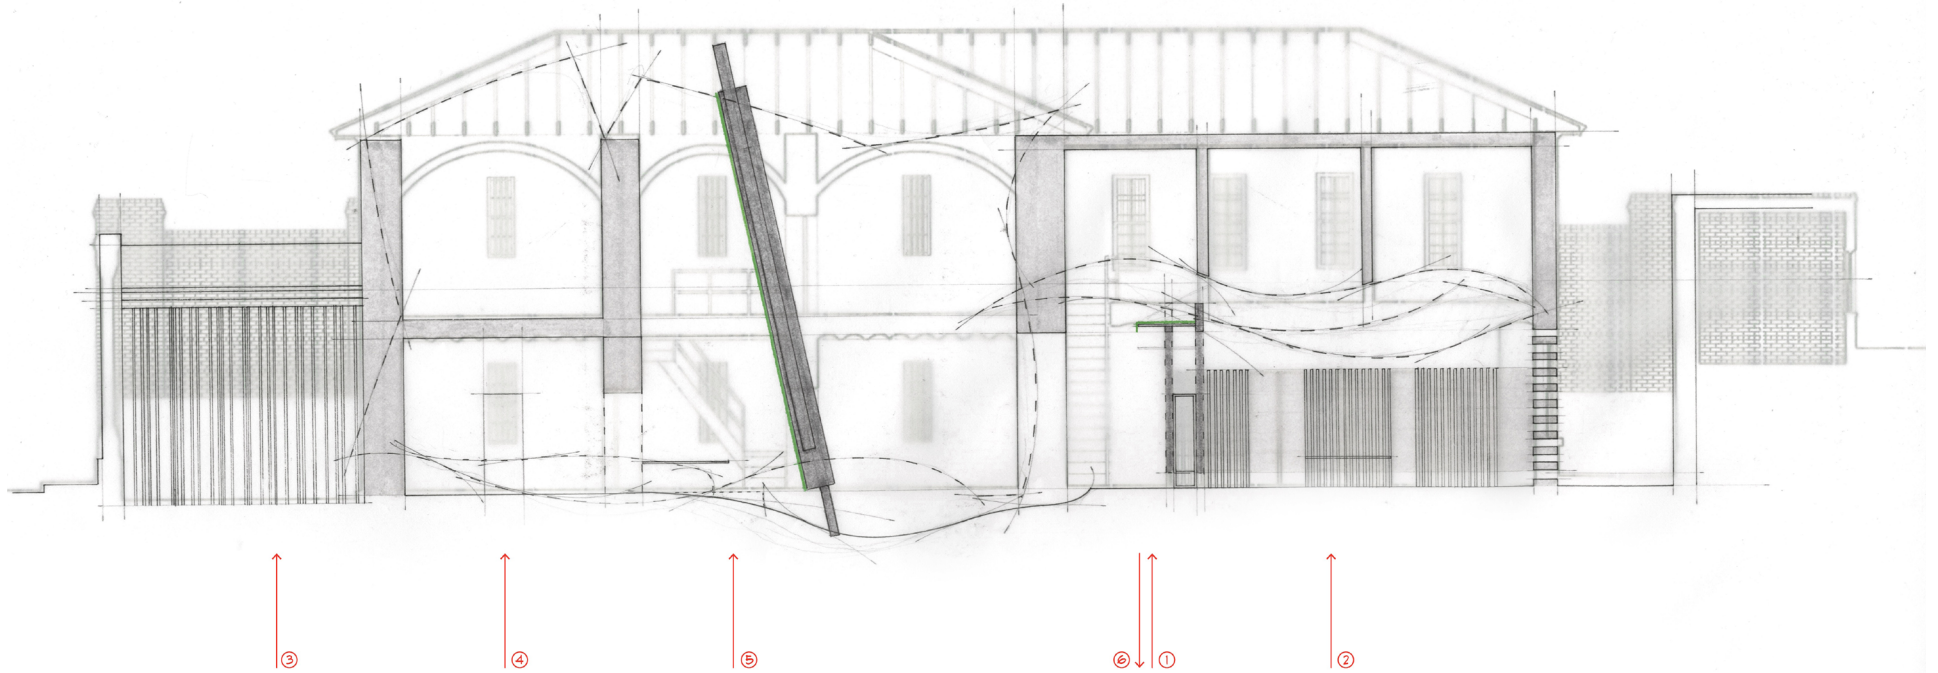 ③ ④ ⑤ ⑥ ① ②